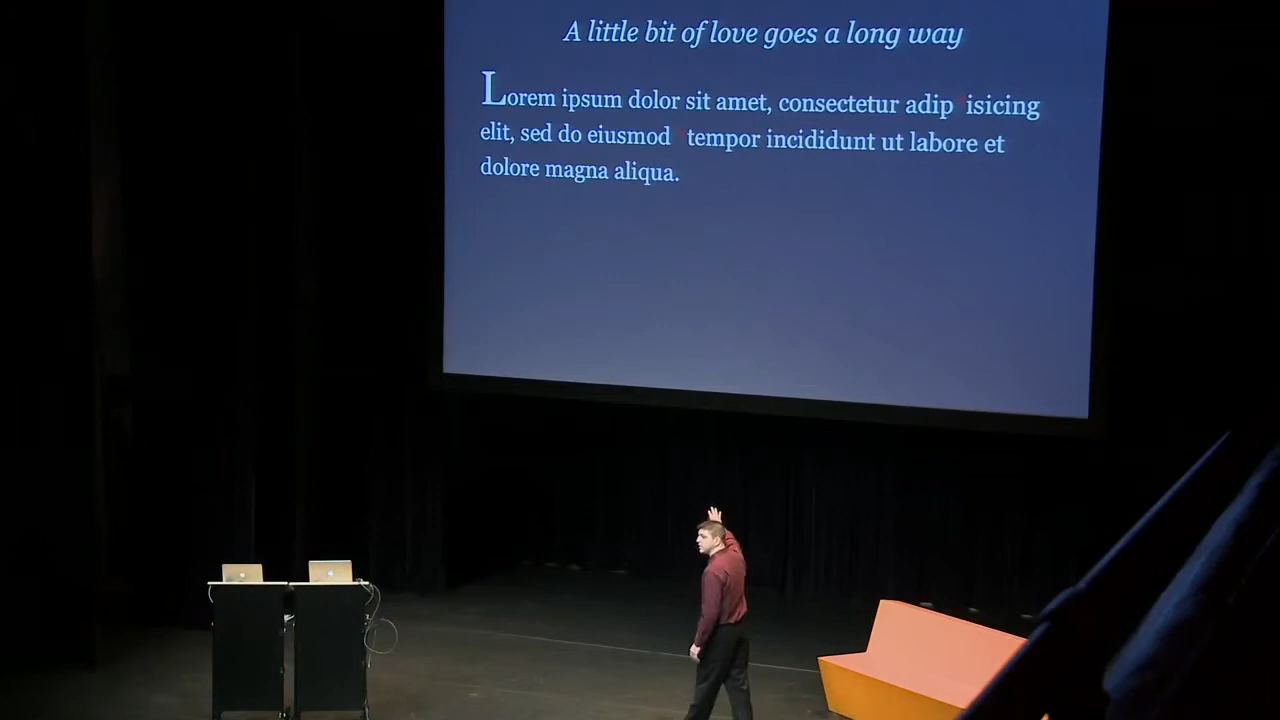 A little bit of love goes a long way
Lorem ipsum dolor sit amet, consectetur adip isicing
elit, sed do eiusmod tempor incididunt ut labore et
dolore magna aliqua.